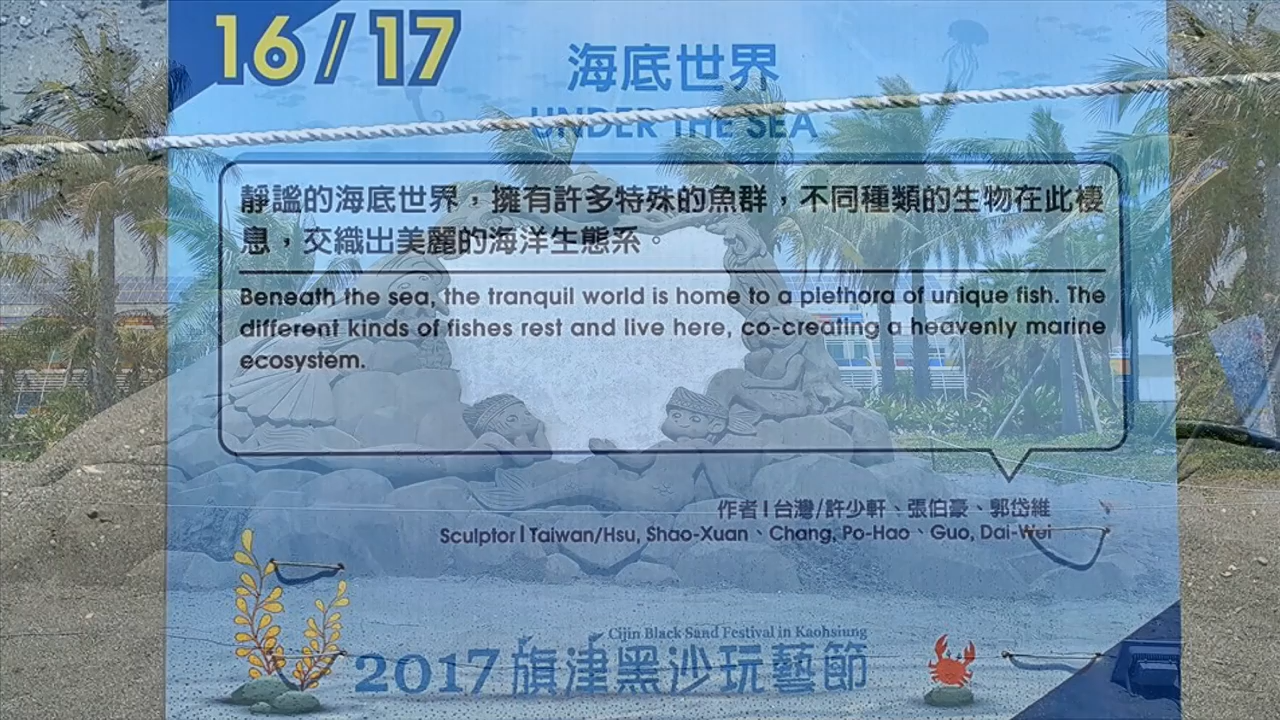 16/17
海底世界
UNDER THE SEA
靜謐的海底世界，擁有許多特殊的魚群，不同種類的生物在此棲
息，交織出美麗的海洋生態系。
Beneath the sea, the tranquil world is home to a plethora of unique fish. The
different kinds of fishes rest and live here, co-creating a heavenly marine
ecosystem.
作者|台灣/許少軒、張伯豪、郭岱維
Sculptor|Taiwan/Hsu, Shao-Xuan、Chang, Po-Hao、Guo, Dai-Wei
Cijin Black Sand Festival in Kaohsiung
2017旗津黑沙玩藝節